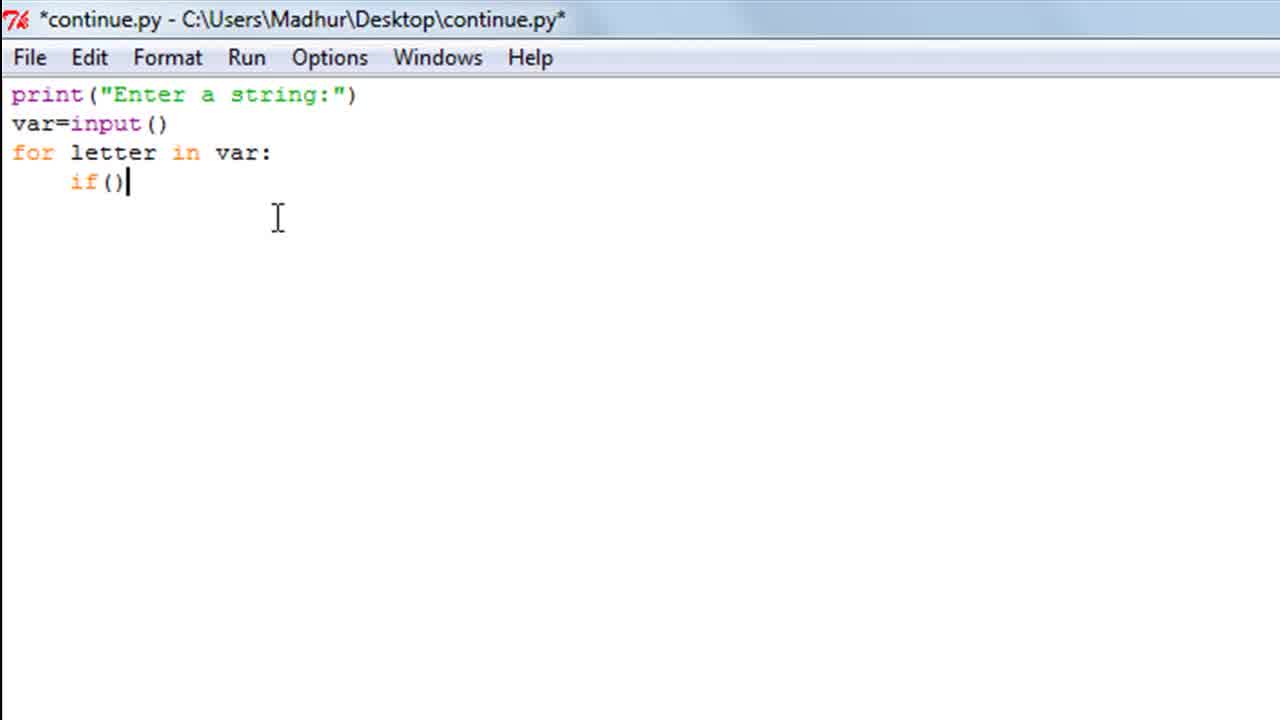 *continue.py - C:\Users\Madhur\Desktop\continue.py*
File Edit Format Run Options Windows Help
print("Enter a string:")
var=input()
for letter in var:
    if()